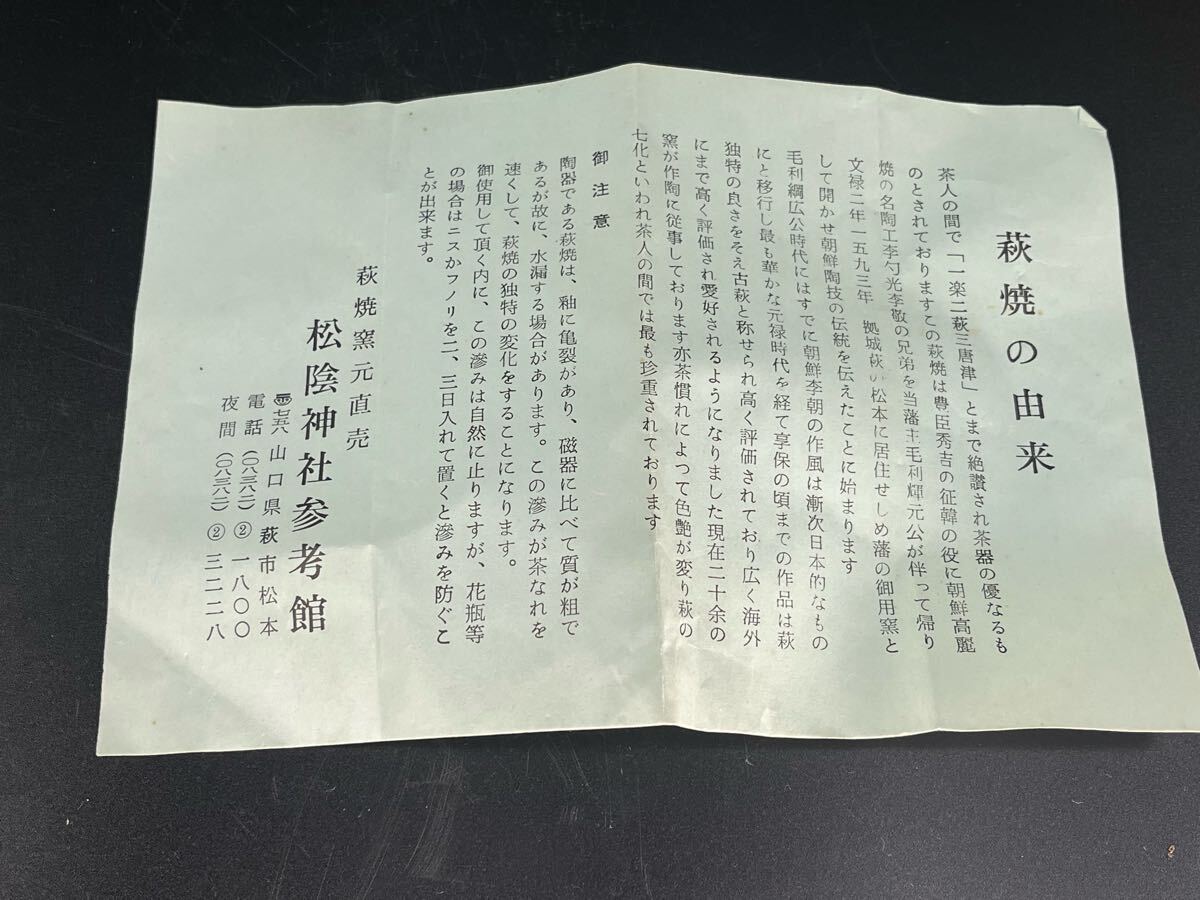 萩焼の由来
茶人の間で「一楽二萩三唐津」とまで絶讃され茶器の優なるも
のとされておりますこの萩焼は豊臣秀吉の征韓の役に朝鮮高麗
焼の名陶工李勺光李敬の兄弟を当藩主毛利輝元公が伴って帰り
文禄二年一五九三年 拠城萩の松本に居住せしめ藩の御用窯と
して開かせ朝鮮陶技の伝統を伝えたことに始まります
毛利綱広公時代にはすでに朝鮮李朝の作風は漸次日本的なもの
にと移行し最も華かな元禄時代を経て享保の頃までの作品は萩
独特の良さをそえ古萩と称せられ高く評価されており広く海外
にまで高く評価され愛好されるようになりました現在二十余の
窯が作陶に従事しております亦茶慣れによつて色艶が変り萩の
七化といわれ茶人の間では最も珍重されております
御注意
陶器である萩焼は、釉に亀裂があり、磁器に比べて質が粗で
あるが故に、水漏する場合があります。この滲みが茶なれを
速くして、萩焼の独特の変化をすることになります。
御使用して頂く内に、この滲みは自然に止りますが、花瓶等
の場合はニスかフノリを二、三日入れて置くと滲みを防ぐこ
とが出来ます。
萩焼窯元直売
松陰神社参考館
〠七五八 山口県萩市松本
電話(〇八三八二)②一八〇〇
夜間(〇八三八二)②三二二八